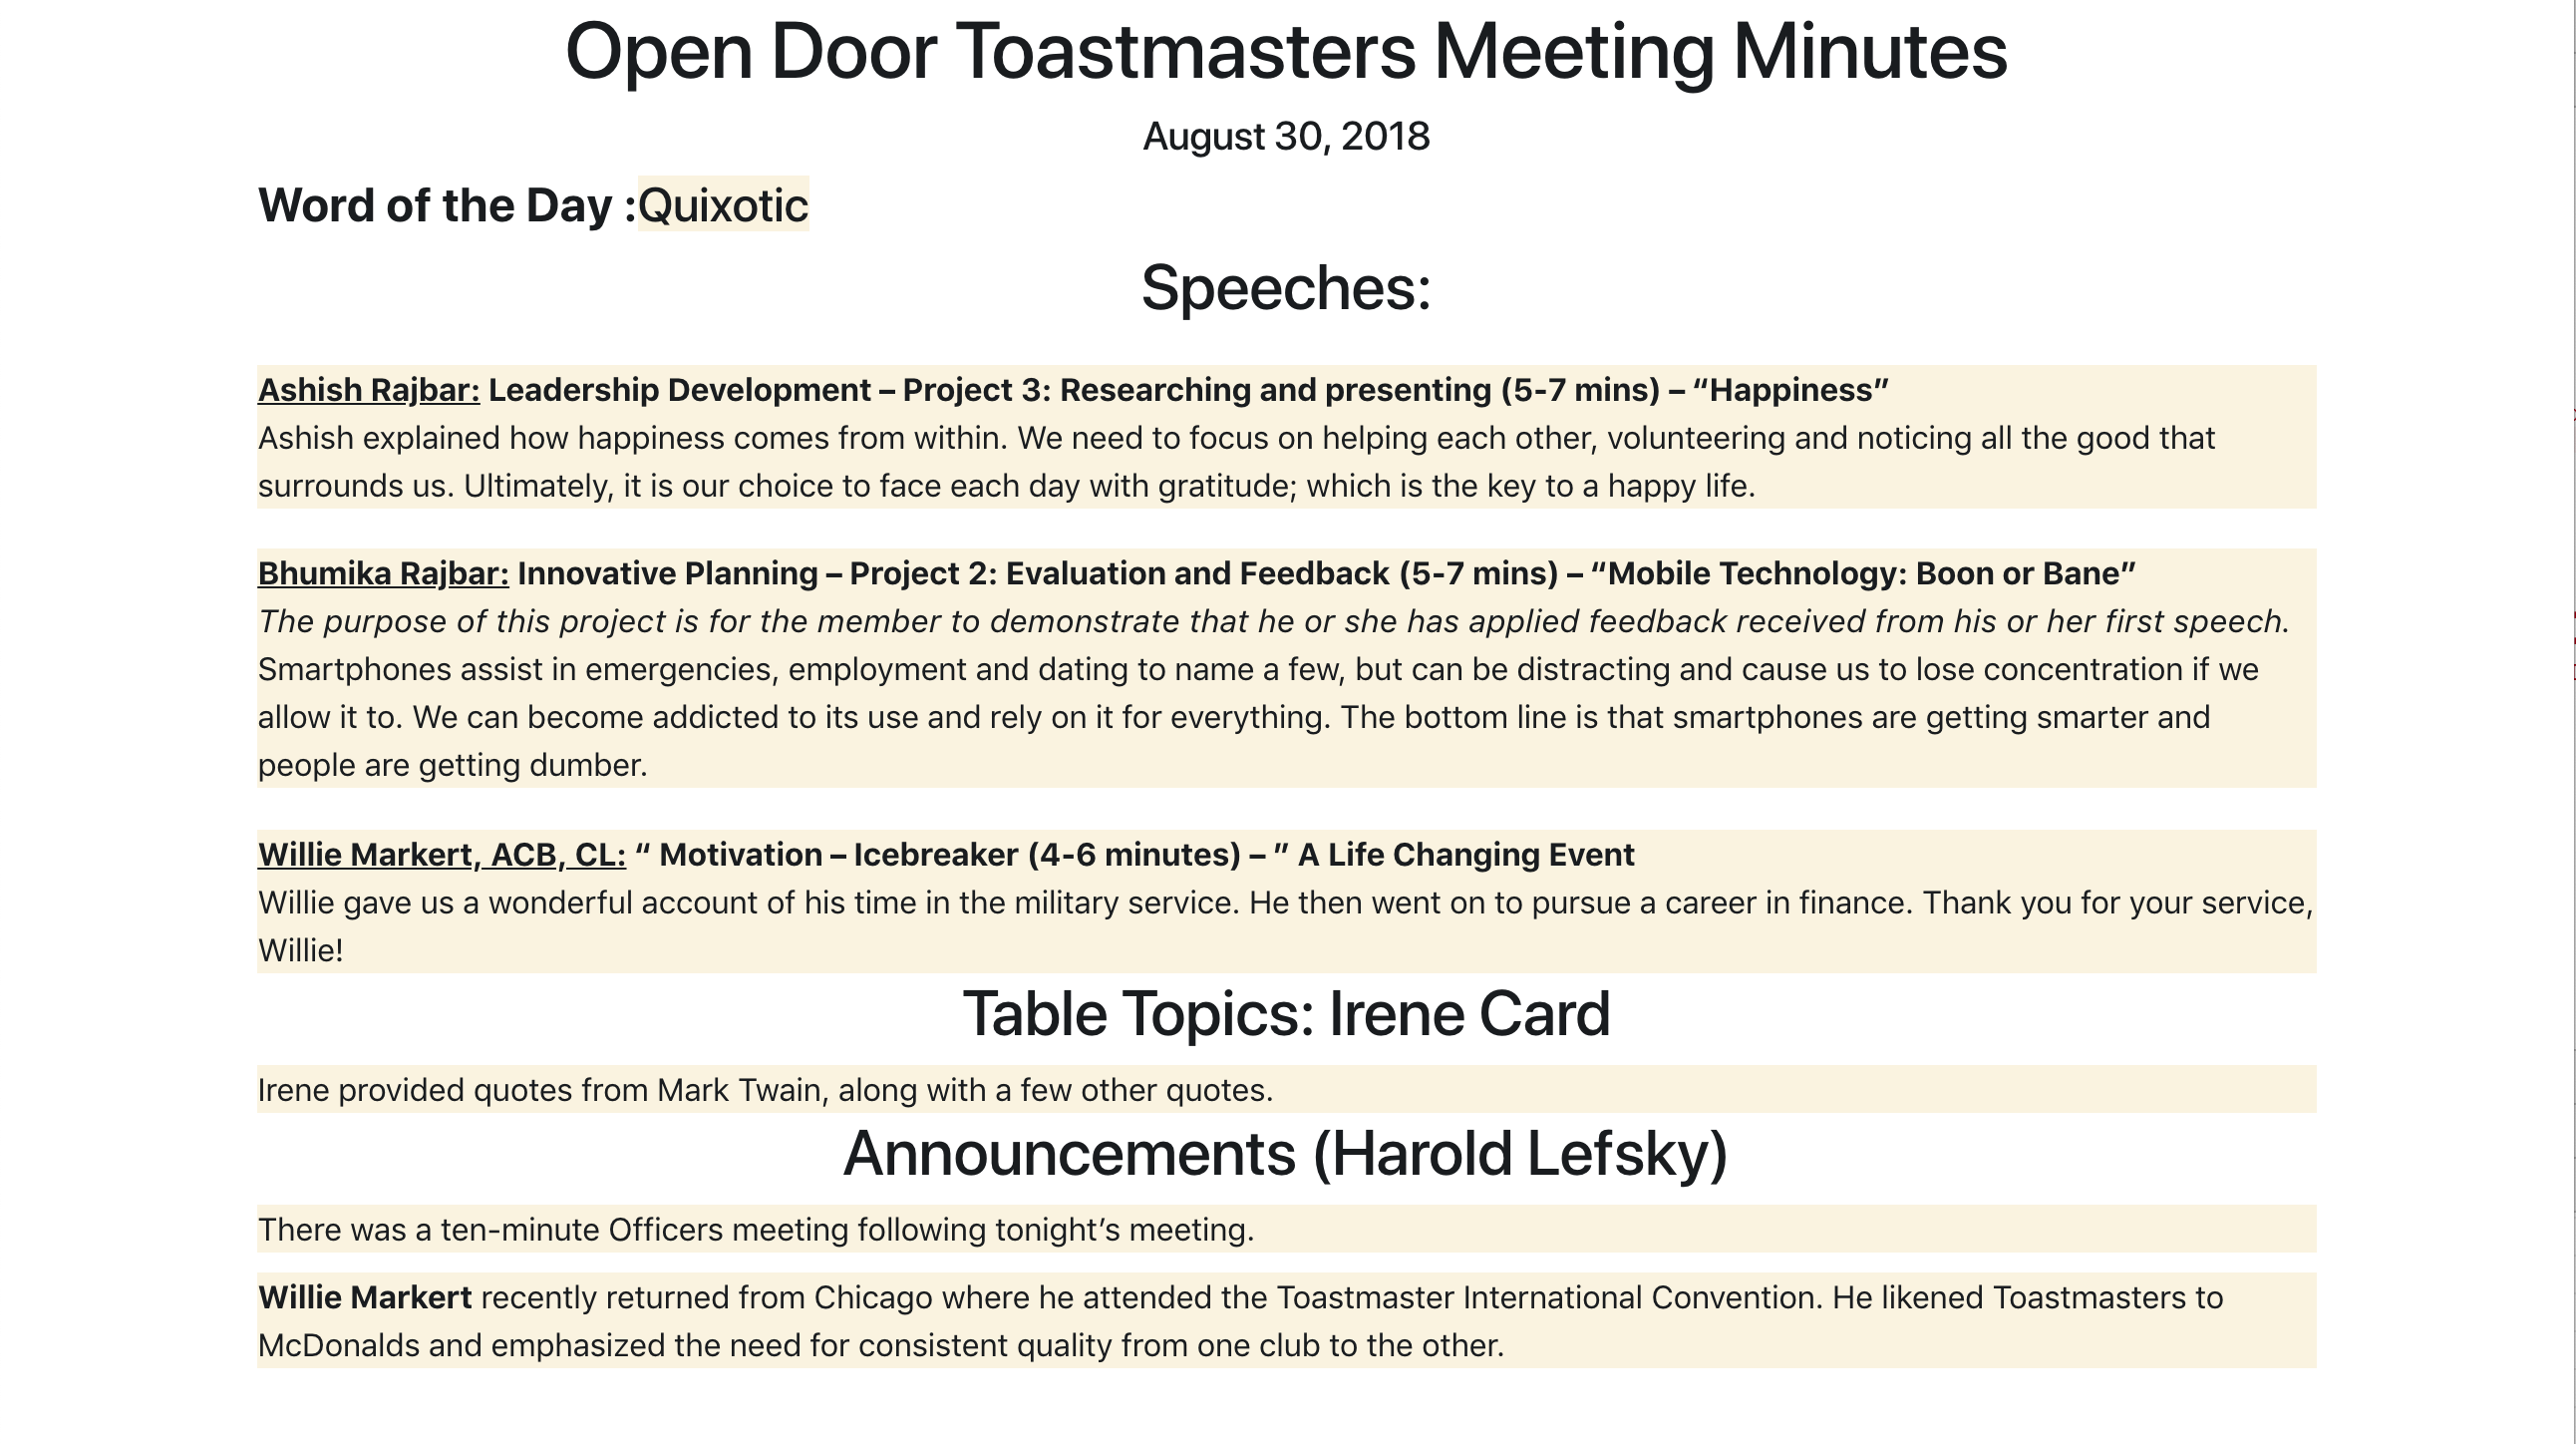 Open Door Toastmasters Meeting Minutes
August 30, 2018
Word of the Day :Quixotic
Speeches:
Ashish Rajbar: Leadership Development – Project 3: Researching and presenting (5-7 mins) – “Happiness”
Ashish explained how happiness comes from within. We need to focus on helping each other, volunteering and noticing all the good that
surrounds us. Ultimately, it is our choice to face each day with gratitude; which is the key to a happy life.
Bhumika Rajbar: Innovative Planning – Project 2: Evaluation and Feedback (5-7 mins) – “Mobile Technology: Boon or Bane”
The purpose of this project is for the member to demonstrate that he or she has applied feedback received from his or her first speech.
Smartphones assist in emergencies, employment and dating to name a few, but can be distracting and cause us to lose concentration if we
allow it to. We can become addicted to its use and rely on it for everything. The bottom line is that smartphones are getting smarter and
people are getting dumber.
Willie Markert, ACB, CL: “ Motivation – Icebreaker (4-6 minutes) – ” A Life Changing Event
Willie gave us a wonderful account of his time in the military service. He then went on to pursue a career in finance. Thank you for your service,
Willie!
Table Topics: Irene Card
Irene provided quotes from Mark Twain, along with a few other quotes.
Announcements (Harold Lefsky)
There was a ten-minute Officers meeting following tonight’s meeting.
Willie Markert recently returned from Chicago where he attended the Toastmaster International Convention. He likened Toastmasters to
McDonalds and emphasized the need for consistent quality from one club to the other.